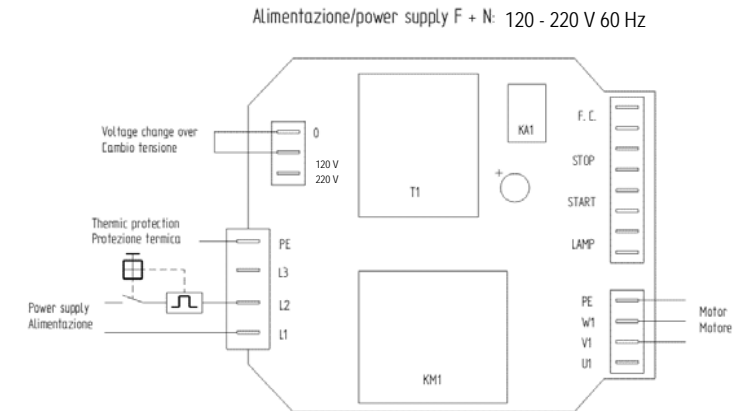 Alimentazione/power supply F + N: 120 - 220 V 60 Hz
Voltage change over
Cambio tensione
0
120 V
220 V
T1
KA1
+
F. C.
STOP
START
LAMP
Thermic protection
Protezione termica
PE
L3
L2
L1
Power supply
Alimentazione
KM1
PE
W1
V1
U1
Motor
Motore